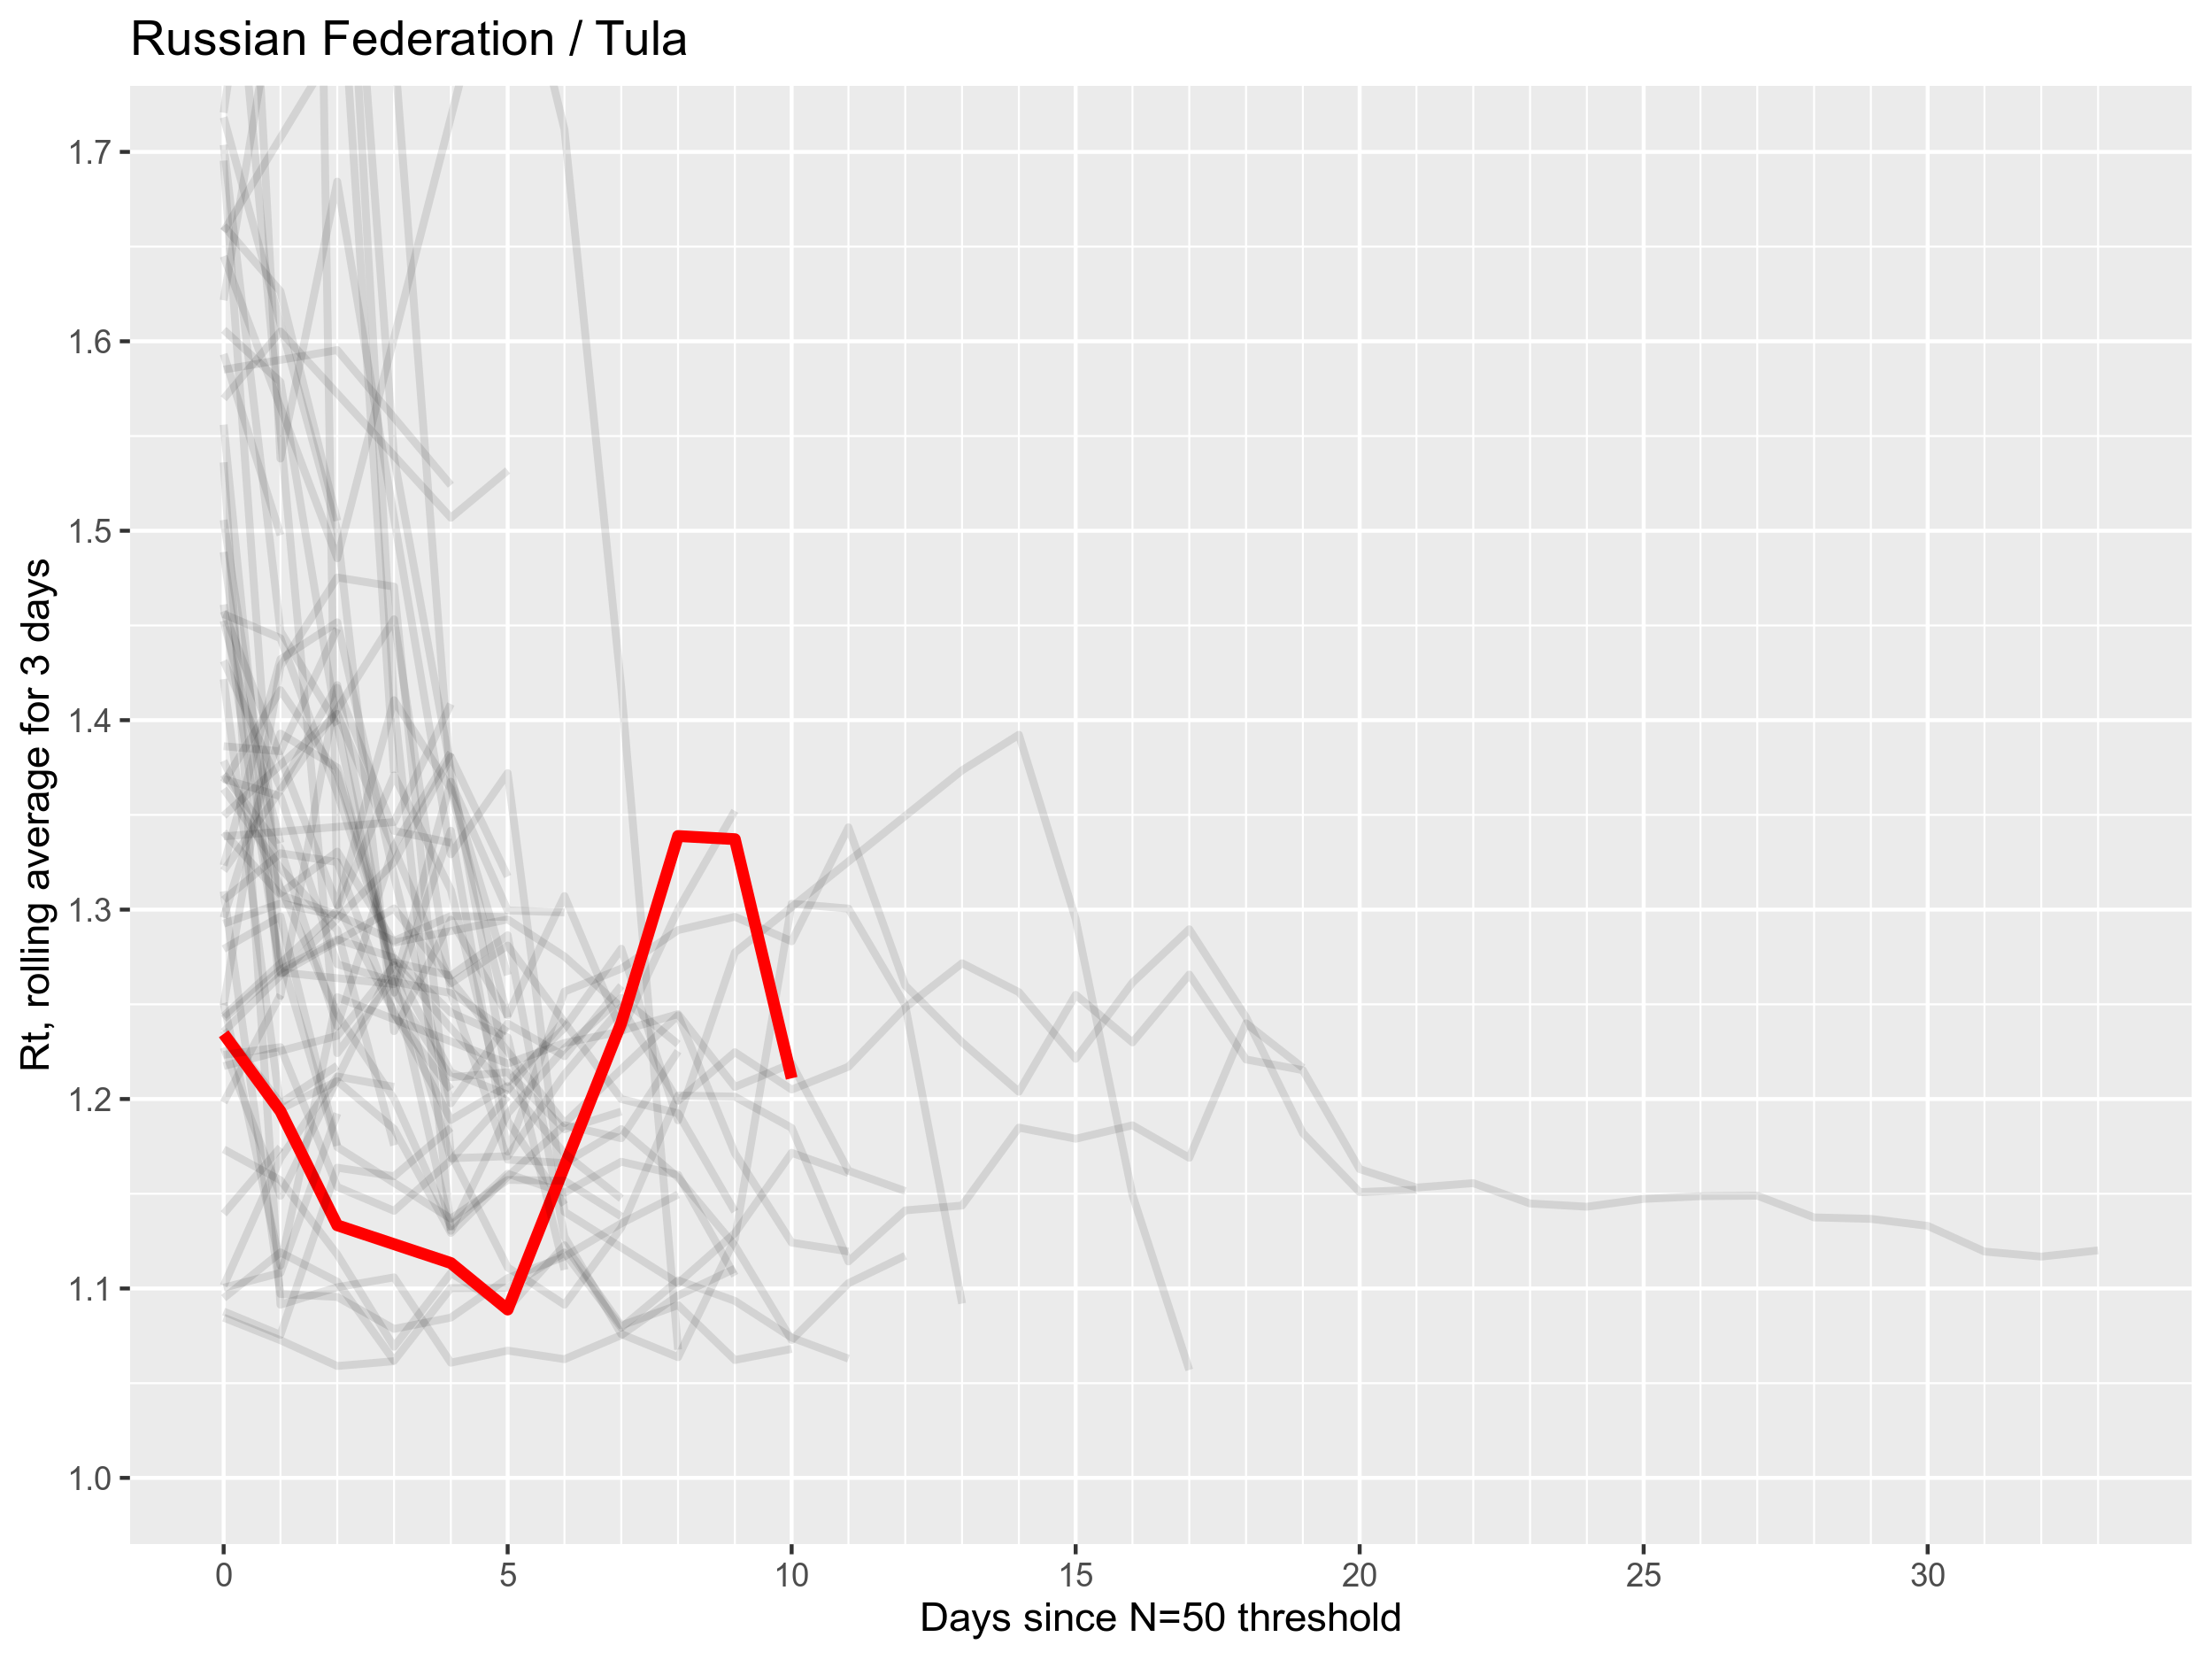 Russian Federation / Tula
Rt, rolling average for 3 days
1.7
1.6
1.5
1.4
1.3
1.2
1.1
1.0
0 5 10 15 20 25 30
Days since N=50 threshold